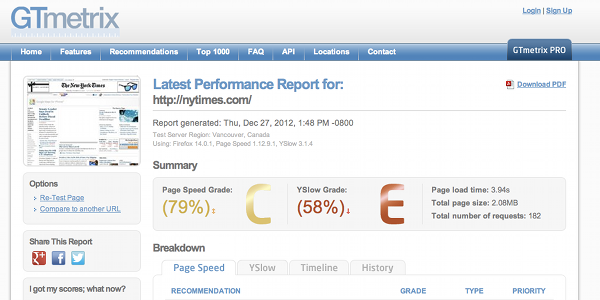 GTmetrix
Login | Sign Up
Home Features Recommendations Top 1000 FAQ API Locations Contact
GTmetrix PRO
The New York Times
Latest Performance Report for:
http://nytimes.com/
Download PDF
Report generated: Thu, Dec 27, 2012, 1:48 PM -0800
Test Server Region: Vancouver, Canada
Using: Firefox 14.0.1, Page Speed 1.12.9.1, YSlow 3.1.4
Summary
Page Speed Grade:
(79%)
C
YSlow Grade:
(58%)
E
Page load time: 3.94s
Total page size: 2.08MB
Total number of requests: 182
Options
Re-Test Page
Compare to another URL
Share This Report
Breakdown
Page Speed YSlow Timeline History
RECOMMENDATION GRADE TYPE PRIORITY
I got my scores; what now?